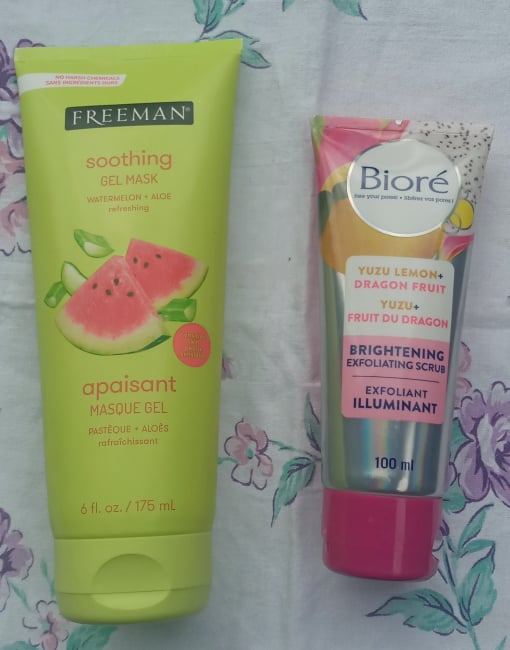 NO HARSH CHEMICALS
SANS INGRÉDIENTS DURS
FREEMAN®
soothing
GEL MASK
WATERMELON + ALOE
refreshing
apaisant
MASQUE GEL
PASTÈQUE + ALOÈS
rafraîchissant
6 fl. oz. / 175 mL
Bioré
free your pores! • libérez vos pores!
YUZU LEMON+
DRAGON FRUIT
YUZU+
FRUIT DU DRAGON
BRIGHTENING
EXFOLIATING SCRUB
EXFOLIANT
ILLUMINANT
100 ml